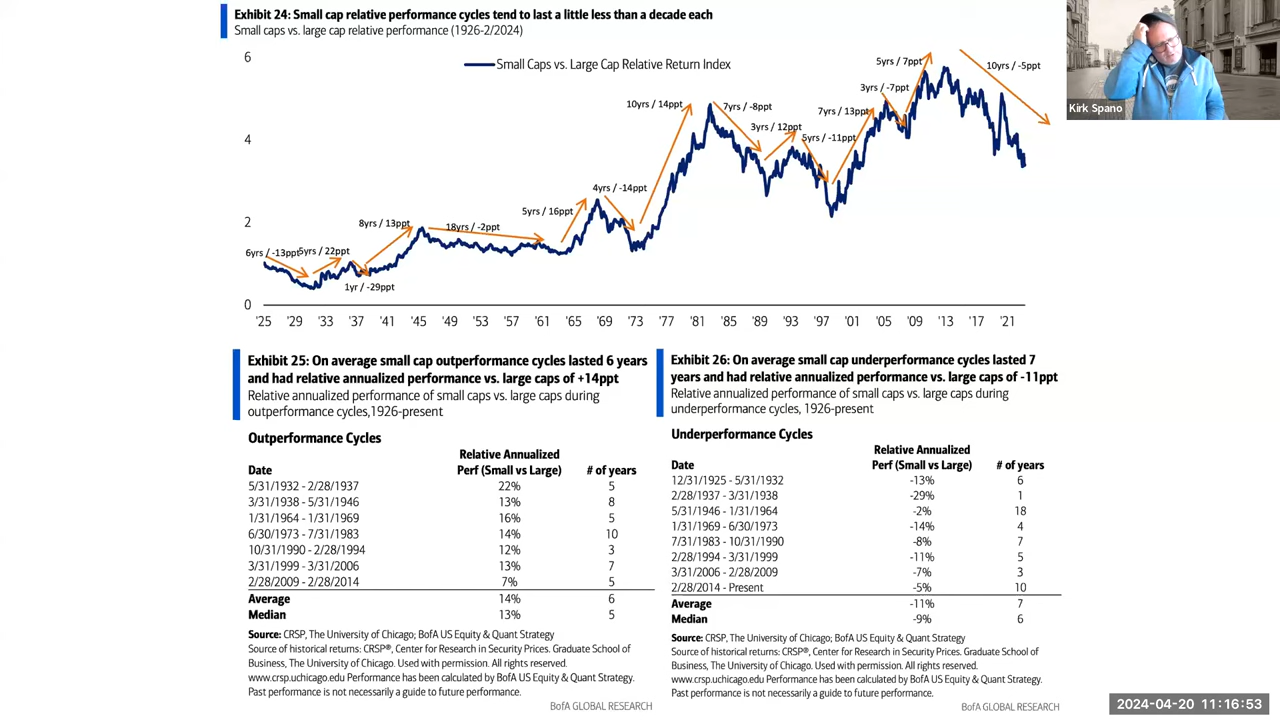 Exhibit 24: Small cap relative performance cycles tend to last a little less than a decade each
Small caps vs. large cap relative performance (1926-2/2024)
Small Caps vs. Large Cap Relative Return Index
6
4
2
0
6yrs / -13ppt
5yrs / 22ppt
1yr / -29ppt
8yrs / 13ppt
18yrs / -2ppt
5yrs / 16ppt
4yrs / -14ppt
10yrs / 14ppt
7yrs / -8ppt
3yrs / 12ppt
5yrs / -11ppt
7yrs / 13ppt
3yrs / -7ppt
5yrs / 7ppt
10yrs / -5ppt
'25 '29 '33 '37 '41 '45 '49 '53 '57 '61 '65 '69 '73 '77 '81 '85 '89 '93 '97 '01 '05 '09 '13 '17 '21
Kirk Spano
Exhibit 25: On average small cap outperformance cycles lasted 6 years
and had relative annualized performance vs. large caps of +14ppt
Relative annualized performance of small caps vs. large caps during
outperformance cycles,1926-present
Outperformance Cycles
Relative Annualized
Date Perf (Small vs Large) # of years
5/31/1932 - 2/28/1937 22% 5
3/31/1938 - 5/31/1946 13% 8
1/31/1964 - 1/31/1969 16% 5
6/30/1973 - 7/31/1983 14% 10
10/31/1990 - 2/28/1994 12% 3
3/31/1999 - 3/31/2006 13% 7
2/28/2009 - 2/28/2014 7% 5
Average 14% 6
Median 13% 5
Source: CRSP, The University of Chicago; BofA US Equity & Quant Strategy
Source of historical returns: CRSP®, Center for Research in Security Prices. Graduate School of
Business, The University of Chicago. Used with permission. All rights reserved.
www.crsp.uchicago.edu Performance has been calculated by BofA US Equity & Quant Strategy.
Past performance is not necessarily a guide to future performance.
BofA GLOBAL RESEARCH
Exhibit 26: On average small cap underperformance cycles lasted 7
years and had relative annualized performance vs. large caps of -11ppt
Relative annualized performance of small caps vs. large caps during
underperformance cycles, 1926-present
Underperformance Cycles
Relative Annualized
Date Perf (Small vs Large) # of years
12/31/1925 - 5/31/1932 -13% 6
2/28/1937 - 3/31/1938 -29% 1
5/31/1946 - 1/31/1964 -2% 18
1/31/1969 - 6/30/1973 -14% 4
7/31/1983 - 10/31/1990 -8% 7
2/28/1994 - 3/31/1999 -11% 5
3/31/2006 - 2/28/2009 -7% 3
2/28/2014 - Present -5% 10
Average -11% 7
Median -9% 6
Source: CRSP, The University of Chicago; BofA US Equity & Quant Strategy
Source of historical returns: CRSP®, Center for Research in Security Prices. Graduate School of
Business, The University of Chicago. Used with permission. All rights reserved.
www.crsp.uchicago.edu Performance has been calculated by BofA US Equity & Quant Strategy.
Past performance is not necessarily a guide to future performance.
BofA GLOBAL RESEARCH
2024-04-20 11:16:53